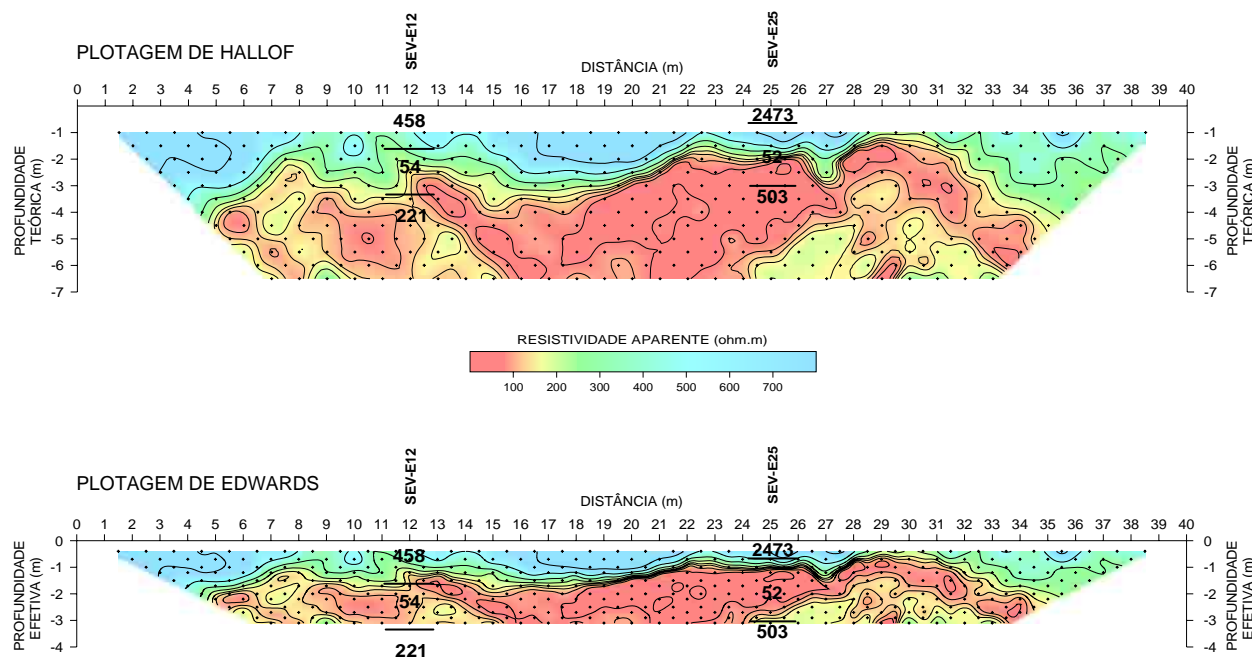 SEV-E12
SEV-E25
PLOTAGEM DE HALLOF
DISTÂNCIA (m)
0 1 2 3 4 5 6 7 8 9 10 11 12 13 14 15 16 17 18 19 20 21 22 23 24 25 26 27 28 29 30 31 32 33 34 35 36 37 38 39 40
458
2473
-1 -1
54
52
-2 -2
-3 -3
221
503
-4 -4
-5 -5
-6 -6
-7 -7
PROFUNDIDADE
TEÓRICA (m)
PROFUNDIDADE
TEÓRICA (m)
RESISTIVIDADE APARENTE (ohm.m)
100 200 300 400 500 600 700
SEV-E12
SEV-E25
PLOTAGEM DE EDWARDS
DISTÂNCIA (m)
0 1 2 3 4 5 6 7 8 9 10 11 12 13 14 15 16 17 18 19 20 21 22 23 24 25 26 27 28 29 30 31 32 33 34 35 36 37 38 39 40
0 0
458
2473
-1 -1
54
52
-2 -2
-3 -3
221
503
-4 -4
PROFUNDIDADE
EFETIVA (m)
PROFUNDIDADE
EFETIVA (m)